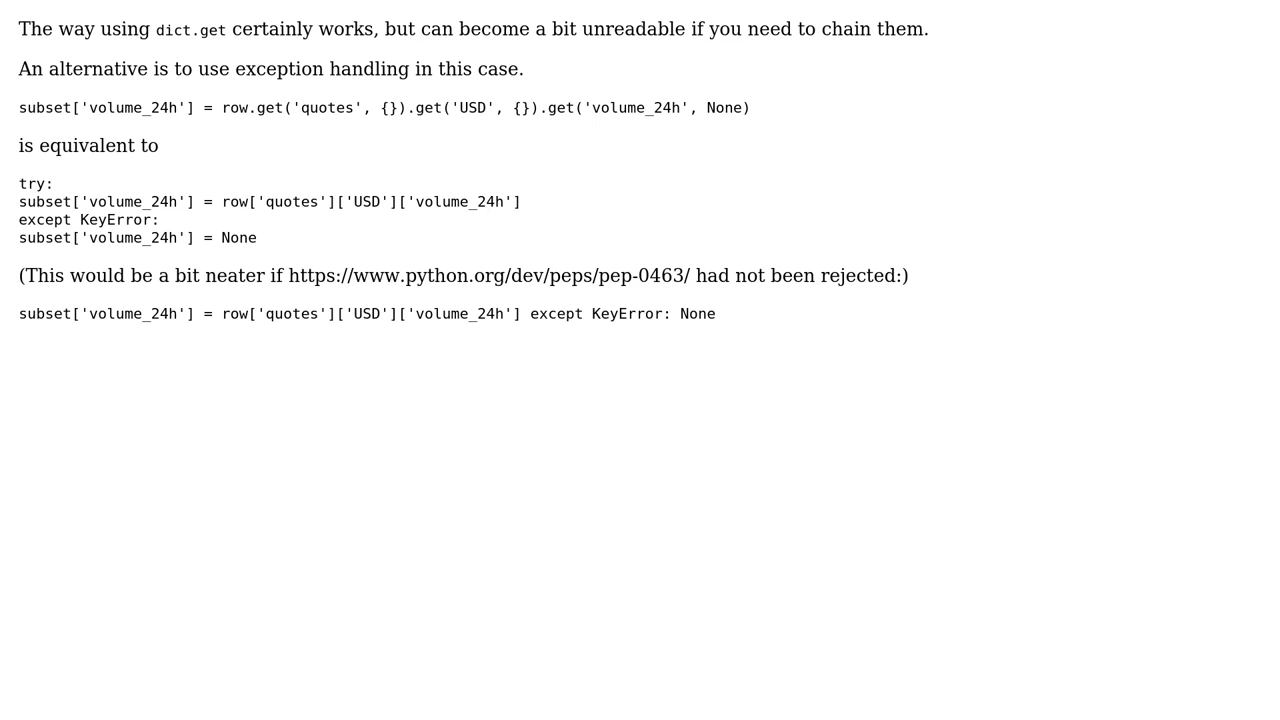 The way using dict.get certainly works, but can become a bit unreadable if you need to chain them.
An alternative is to use exception handling in this case.
subset['volume_24h'] = row.get('quotes', {}).get('USD', {}).get('volume_24h', None)
is equivalent to
try:
subset['volume_24h'] = row['quotes']['USD']['volume_24h']
except KeyError:
subset['volume_24h'] = None
(This would be a bit neater if https://www.python.org/dev/peps/pep-0463/ had not been rejected:)
subset['volume_24h'] = row['quotes']['USD']['volume_24h'] except KeyError: None